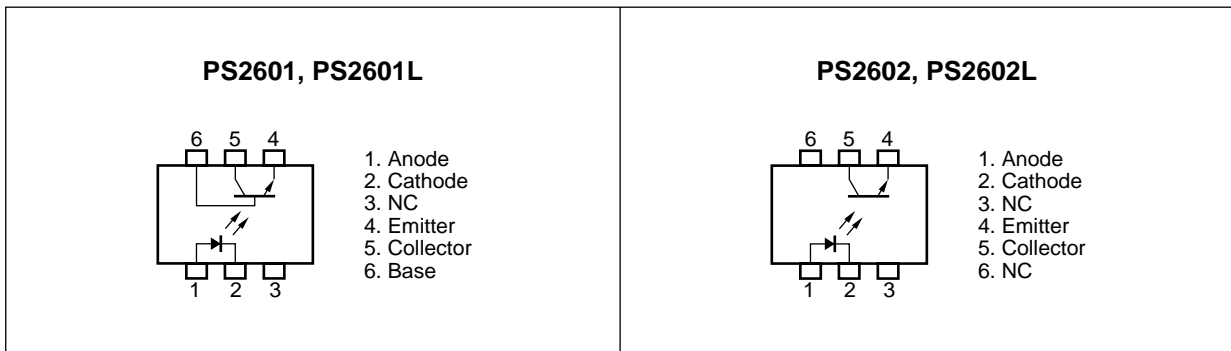 PS2601, PS2601L
6 5 4
1. Anode
2. Cathode
3. NC
4. Emitter
5. Collector
6. Base
1 2 3
PS2602, PS2602L
6 5 4
1. Anode
2. Cathode
3. NC
4. Emitter
5. Collector
6. NC
1 2 3